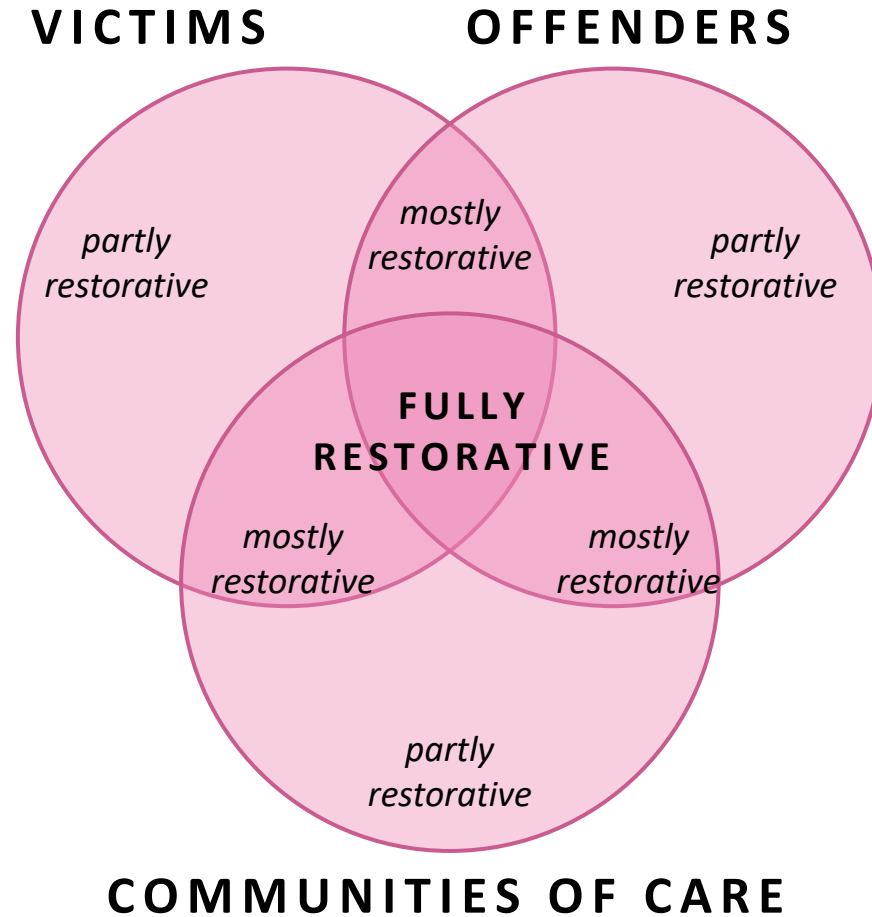 VICTIMS
OFFENDERS
partly
restorative
mostly
restorative
partly
restorative
FULLY
RESTORATIVE
mostly
restorative
mostly
restorative
partly
restorative
COMMUNITIES OF CARE